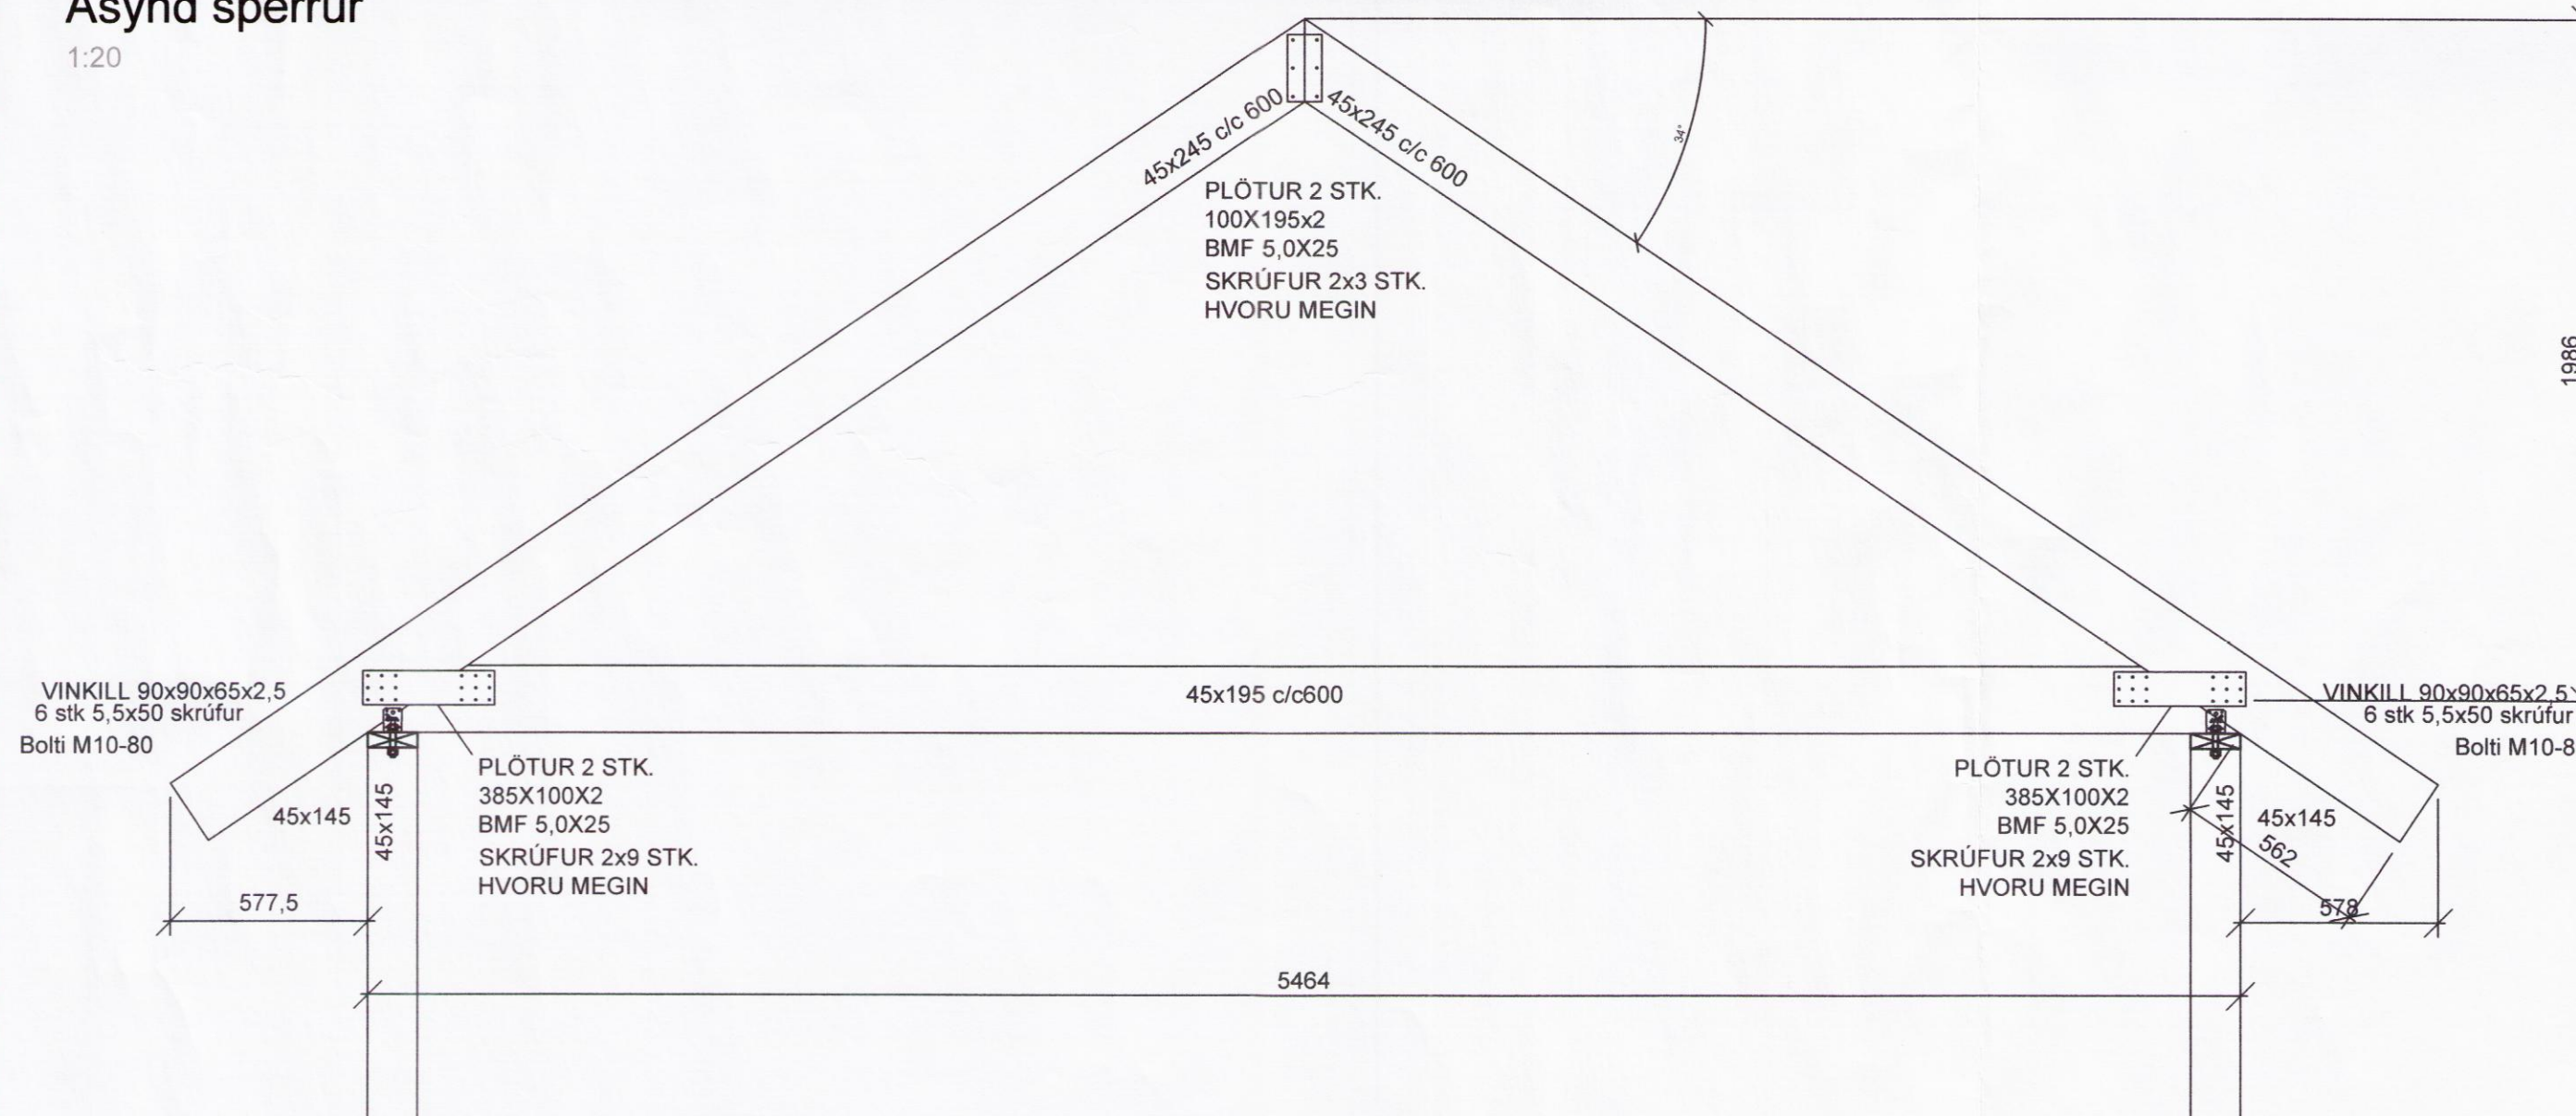 Ásýnd sperrur
1:20
45x245 c/c 600
45x245 c/c 600
34°
PLÖTUR 2 STK.
100X195x2
BMF 5,0X25
SKRÚFUR 2x3 STK.
HVORU MEGIN
1986
VINKILL 90x90x65x2,5
6 stk 5,5x50 skrúfur
Bolti M10-80
45x195 c/c600
VINKILL 90x90x65x2,5
6 stk 5,5x50 skrúfur
Bolti M10-8
PLÖTUR 2 STK.
385X100X2
BMF 5,0X25
SKRÚFUR 2x9 STK.
HVORU MEGIN
PLÖTUR 2 STK.
385X100X2
BMF 5,0X25
SKRÚFUR 2x9 STK.
HVORU MEGIN
45x145
45x145
45x145
45x145
562
577,5
578
5464